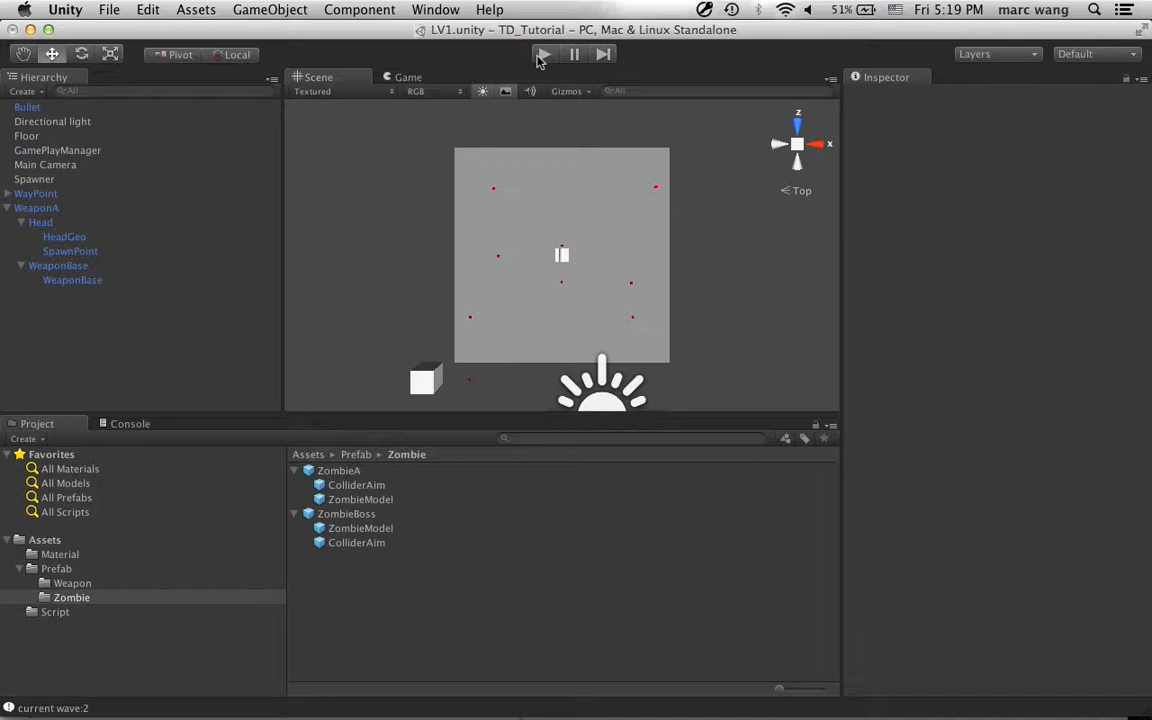 Unity File Edit Assets GameObject Component Window Help 51% Fri 5:19 PM marc wang
LV1.unity - TD_Tutorial - PC, Mac & Linux Standalone
Pivot Local Layers Default
Hierarchy Scene Game Inspector
Create All Textured RGB Gizmos All
Bullet
Directional light
Floor
GamePlayManager
Main Camera
Spawner
WayPoint
WeaponA
Head
HeadGeo
SpawnPoint
WeaponBase
WeaponBase
z
x
Top
Project Console
Create
Favorites
All Materials
All Models
All Prefabs
All Scripts
Assets
Material
Prefab
Weapon
Zombie
Script
Assets Prefab Zombie
ZombieA
ColliderAim
ZombieModel
ZombieBoss
ZombieModel
ColliderAim
current wave:2